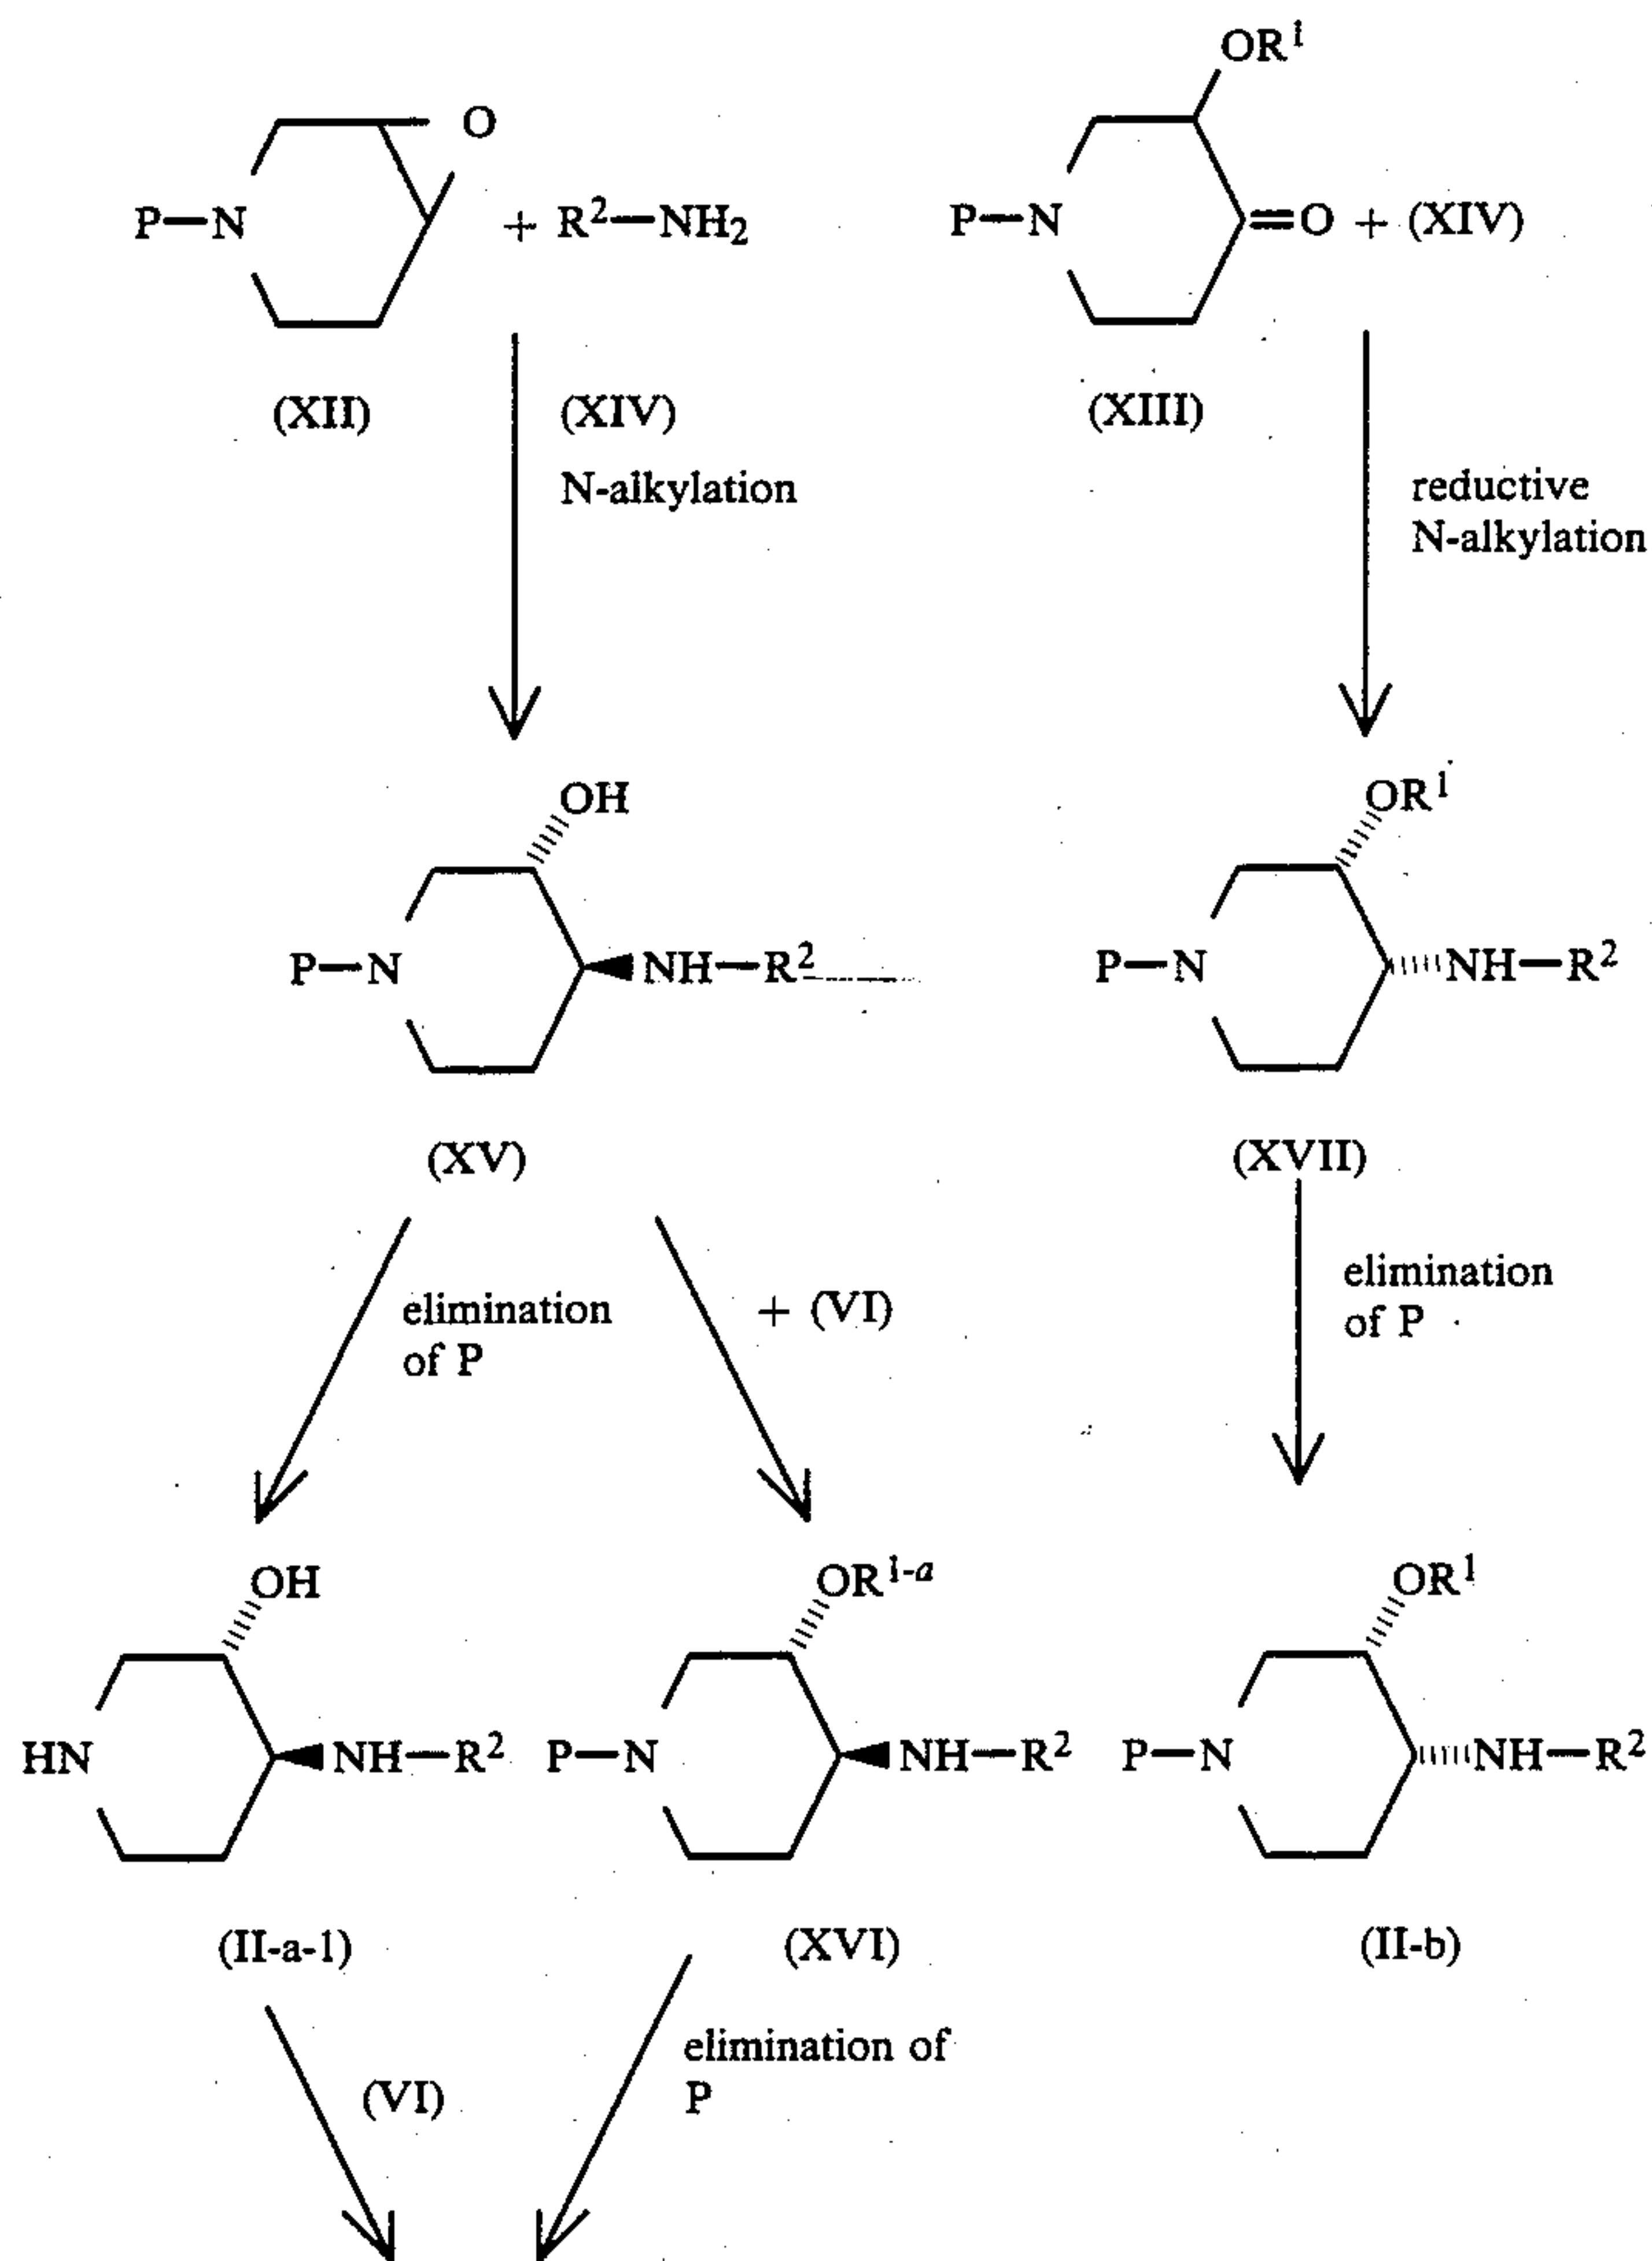 ORⁱ
O
P—N + R²—NH₂
P—N =O + (XIV)
(XII)
(XIV)
(XIII)
N-alkylation
reductive
N-alkylation
OH
ORⁱ
P—N NH—R²
P—N NH—R²
(XV)
(XVII)
elimination
of P
+ (VI)
elimination
of P
OH
OR¹⁻ᵃ
OR¹
HN NH—R²
P—N NH—R²
P—N NH—R²
(II-a-1)
(XVI)
(II-b)
(VI)
elimination of
P